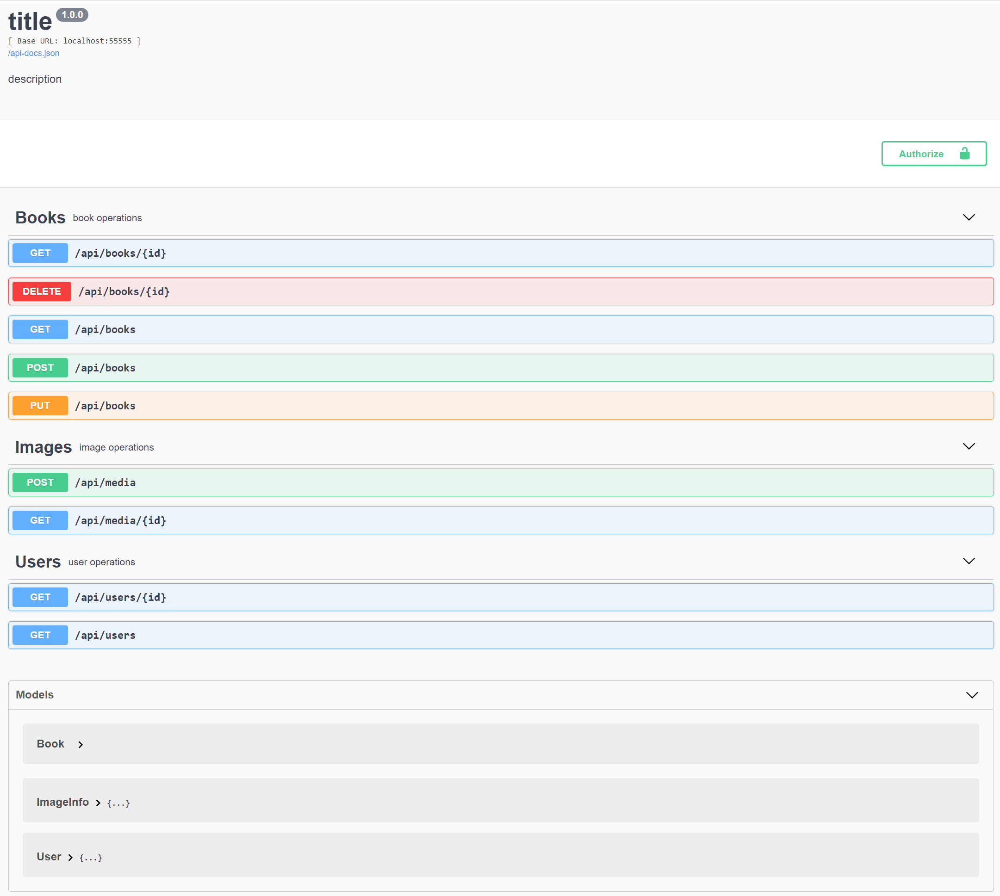 title 1.0.0
[ Base URL: localhost:55555 ]
/api-docs.json
description
Authorize
Books book operations
GET /api/books/{id}
DELETE /api/books/{id}
GET /api/books
POST /api/books
PUT /api/books
Images image operations
POST /api/media
GET /api/media/{id}
Users user operations
GET /api/users/{id}
GET /api/users
Models
Book
ImageInfo {...}
User {...}